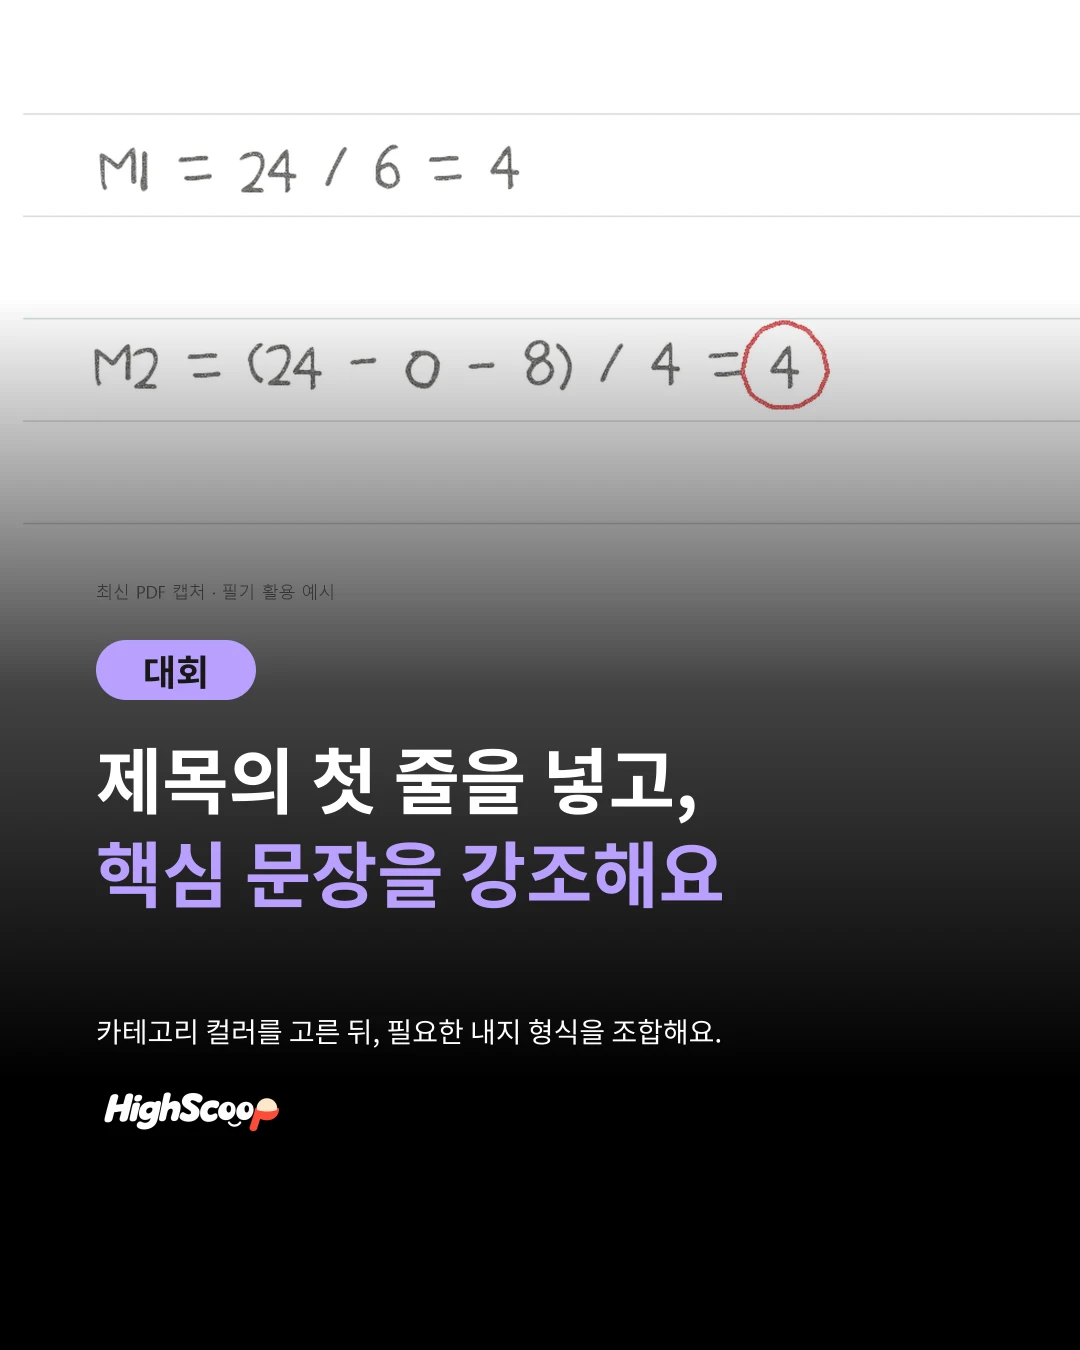 M1 = 24 / 6 = 4
M2 = (24 - 0 - 8) / 4 = 4
최신 PDF 캡처 · 필기 활용 예시
대회
제목의 첫 줄을 넣고,
핵심 문장을 강조해요
카테고리 컬러를 고른 뒤, 필요한 내지 형식을 조합해요.
HighScoop